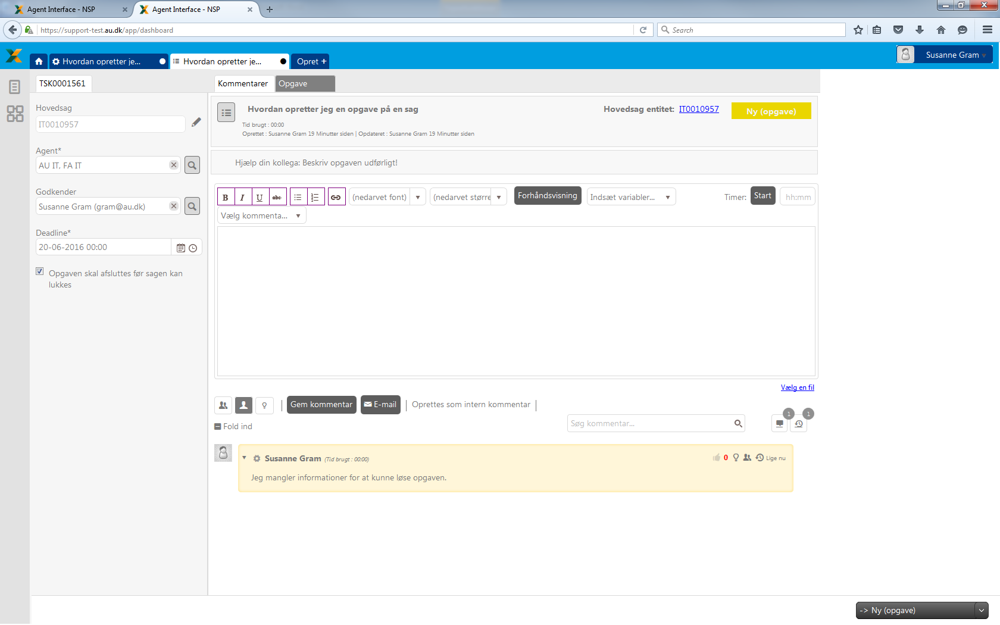 Agent Interface - NSP
Agent Interface - NSP
https://support-test.au.dk/app/dashboard
Search
Hvordan opretter je...
Hvordan opretter je...
Opret +
Susanne Gram
TSK0001561
Kommentarer
Opgave
Hovedsag
IT0010957
Agent*
AU IT, FA IT
Godkender
Susanne Gram (gram@au.dk)
Deadline*
20-06-2016 00:00
Opgaven skal afsluttes før sagen kan
lukkes
Hvordan opretter jeg en opgave på en sag
Hovedsag entitet: IT0010957
Ny (opgave)
Tid brugt : 00:00
Oprettet : Susanne Gram 19 Minutter siden | Opdateret : Susanne Gram 19 Minutter siden
Hjælp din kollega: Beskriv opgaven udførligt!
B I U abc
(nedarvet font)
(nedarvet større
Forhåndsvisning
Indsæt variabler...
Timer:
Start
hh:mm
Vælg kommenta...
Vælg en fil
Gem kommentar
E-mail
Oprettes som intern kommentar
Fold ind
Søg kommentar...
1
1
Susanne Gram (Tid brugt : 00:00)
0
Lige nu
Jeg mangler informationer for at kunne løse opgaven.
-> Ny (opgave)